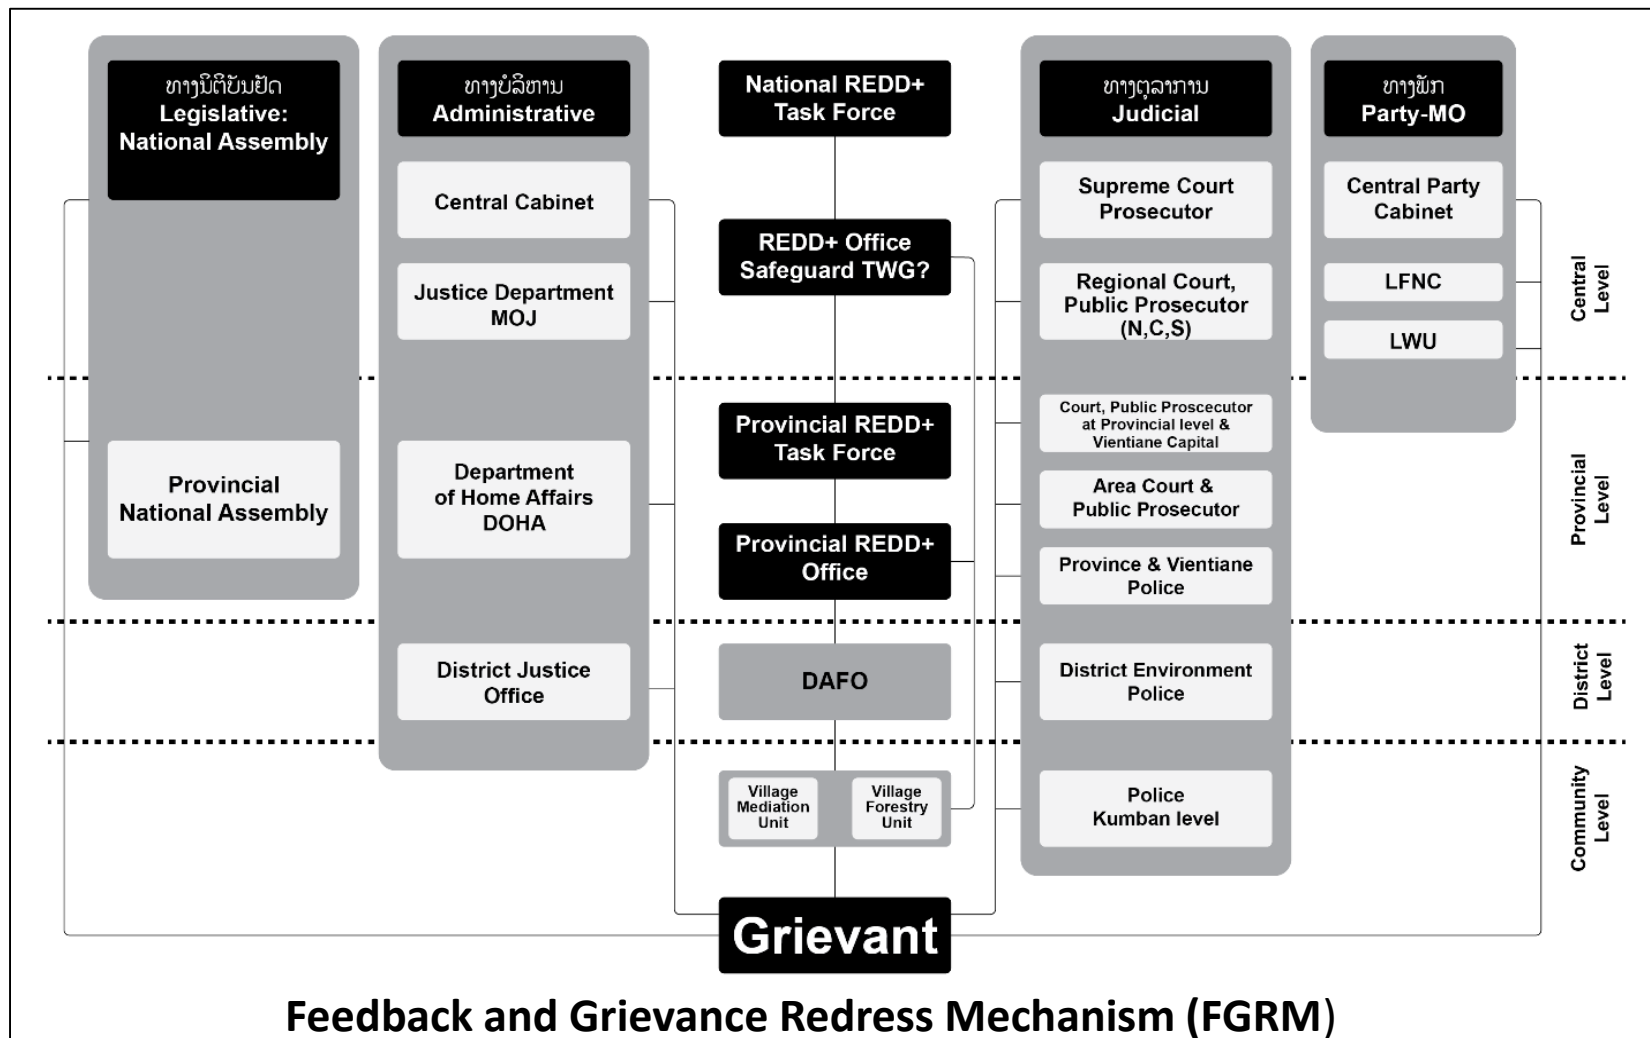 ທາງນິຕິບັນຍັດ
Legislative:
National Assembly
Provincial
National Assembly
ທາງບໍລິຫານ
Administrative
Central Cabinet
Justice Department
MOJ
Department
of Home Affairs
DOHA
District Justice
Office
National REDD+
Task Force
REDD+ Office
Safeguard TWG?
Provincial REDD+
Task Force
Provincial REDD+
Office
DAFO
Village
Mediation
Unit
Village
Forestry
Unit
Grievant
ທາງຕຸລາການ
Judicial
Supreme Court
Prosecutor
Regional Court,
Public Prosecutor
(N,C,S)
Court, Public Proscecutor
at Provincial level &
Vientiane Capital
Area Court &
Public Prosecutor
Province & Vientiane
Police
District Environment
Police
Police
Kumban level
ທາງພັກ
Party-MO
Central Party
Cabinet
LFNC
LWU
Central
Level
Provincial
Level
District
Level
Community
Level
Feedback and Grievance Redress Mechanism (FGRM)